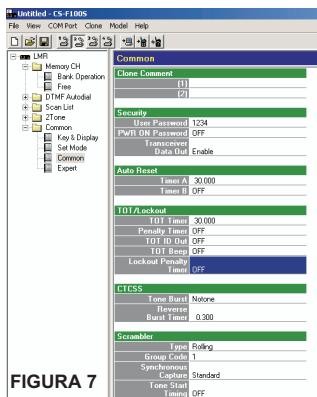 Untitled - CS-F100S
File View COM Port Clone Model Help
LMR
Memory CH
Bank Operation
Free
DTMF Autodial
Scan List
2Tone
Common
Key & Display
Set Mode
Common
Expert
Common
Clone Comment
[1]
[2]
Security
User Password 1234
PWR ON Password OFF
Transceiver
Data Out Enable
Auto Reset
Timer A 30.000
Timer B OFF
TOT/Lockout
TOT Timer 30.000
Penalty Timer OFF
TOT ID Out OFF
TOT Beep OFF
Lockout Penalty
Timer OFF
CTCSS
Tone Burst Notone
Reverse
Burst Timer 0.300
Scrambler
Type Rolling
Group Code 1
Synchronous
Capture Standard
Tone Start
Timing OFF
FIGURA 7